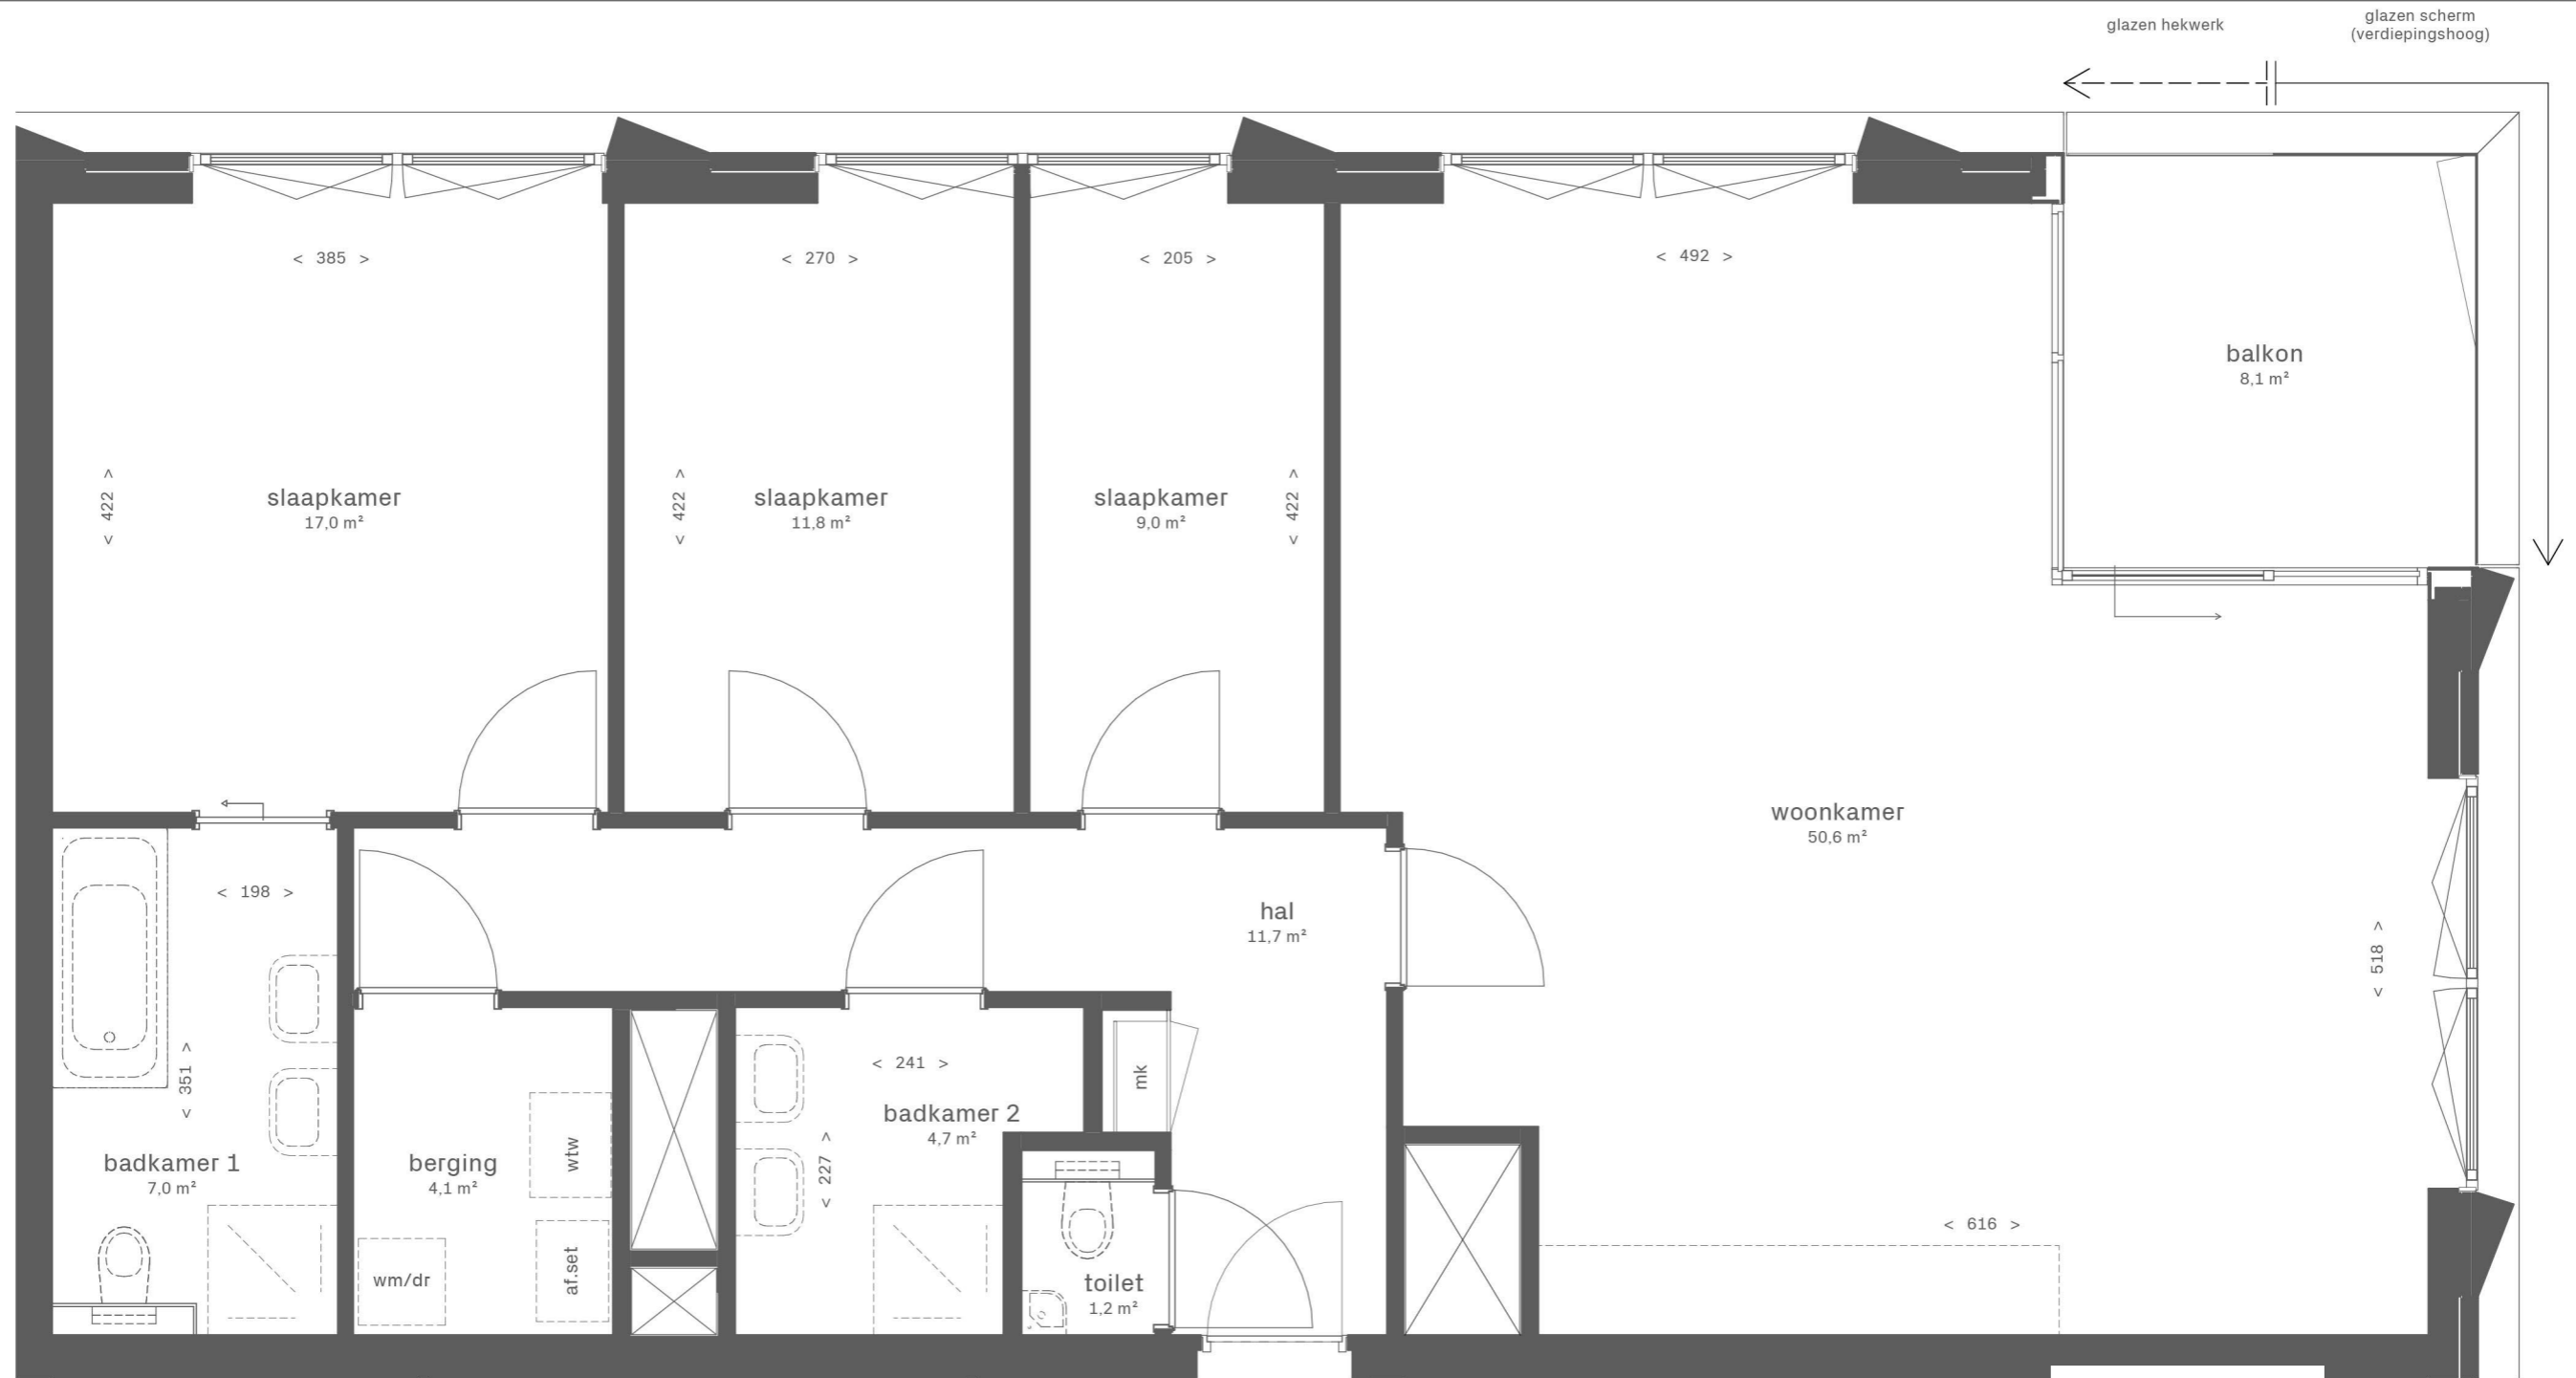 glazen hekwerk
glazen scherm
(verdiepingshoog)
< 385 >
< 270 >
< 205 >
< 492 >
balkon
8,1 m²
< 422 >
slaapkamer
17,0 m²
< 422 >
slaapkamer
11,8 m²
slaapkamer
9,0 m²
< 422 >
woonkamer
50,6 m²
< 198 >
hal
11,7 m²
< 518 >
< 351 >
badkamer 1
7,0 m²
berging
4,1 m²
wtw
wm/dr
af.set
< 241 >
badkamer 2
4,7 m²
< 227 >
mk
toilet
1,2 m²
< 616 >